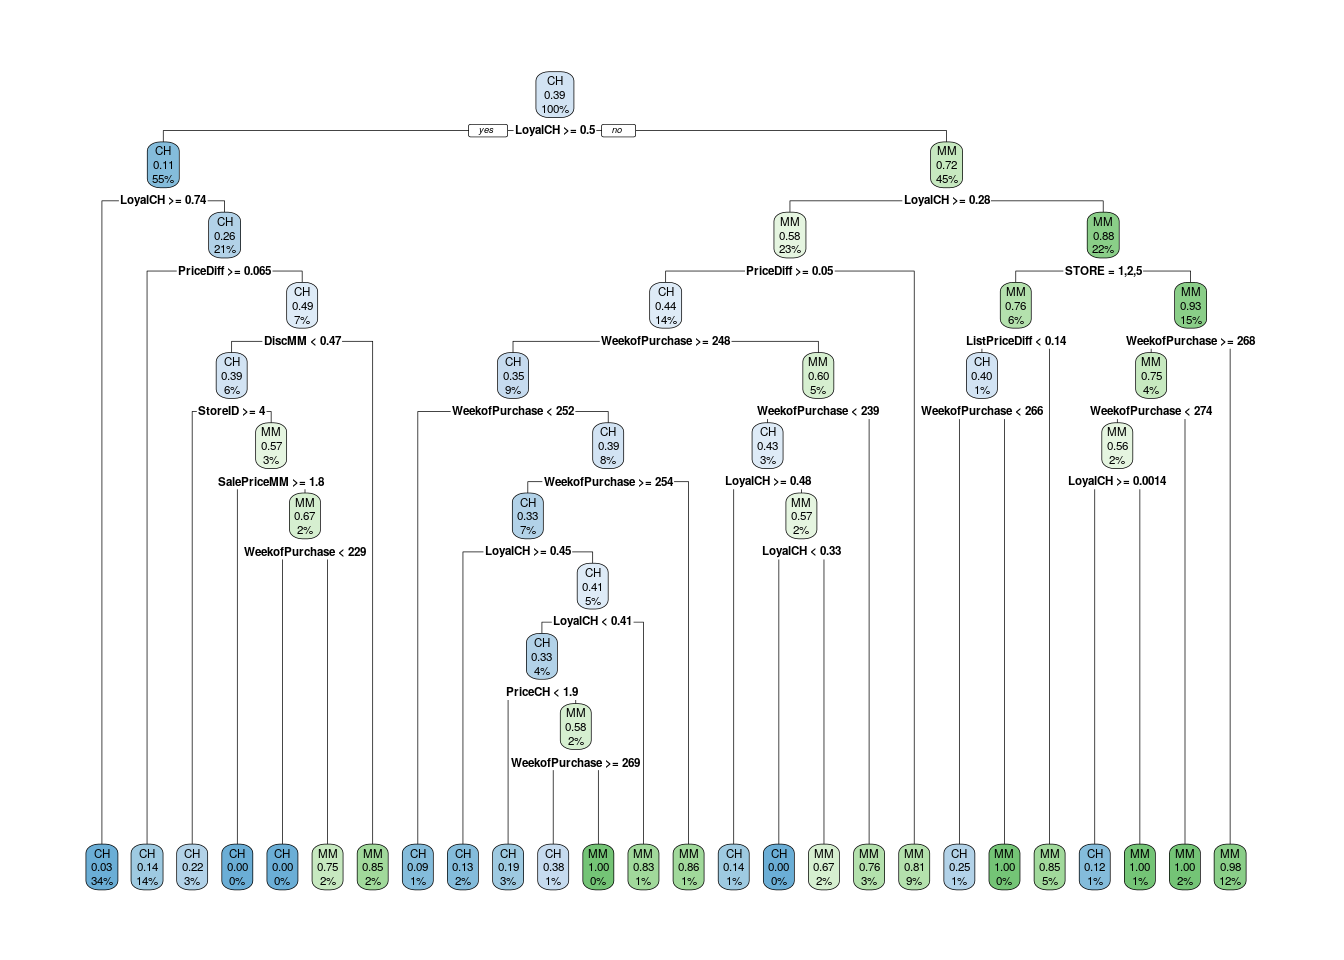 CH
0.39
100%
yes LoyalCH >= 0.5 no
CH
0.11
55%
MM
0.72
45%
LoyalCH >= 0.74
LoyalCH >= 0.28
CH
0.26
21%
MM
0.58
23%
MM
0.88
22%
PriceDiff >= 0.065
PriceDiff >= 0.05
STORE = 1,2,5
CH
0.49
7%
CH
0.44
14%
MM
0.76
6%
MM
0.93
15%
DiscMM < 0.47
WeekofPurchase >= 248
ListPriceDiff < 0.14
WeekofPurchase >= 268
CH
0.39
6%
CH
0.35
9%
MM
0.60
5%
CH
0.40
1%
MM
0.75
4%
StoreID >= 4
WeekofPurchase < 252
WeekofPurchase < 239
WeekofPurchase < 266
WeekofPurchase < 274
MM
0.57
3%
CH
0.39
8%
CH
0.43
3%
MM
0.56
2%
SalePriceMM >= 1.8
WeekofPurchase >= 254
LoyalCH >= 0.48
LoyalCH >= 0.0014
MM
0.67
2%
CH
0.33
7%
MM
0.57
2%
WeekofPurchase < 229
LoyalCH >= 0.45
LoyalCH < 0.33
CH
0.41
5%
LoyalCH < 0.41
CH
0.33
4%
PriceCH < 1.9
MM
0.58
2%
WeekofPurchase >= 269
CH
0.03
34%
CH
0.14
14%
CH
0.22
3%
CH
0.00
0%
CH
0.00
0%
MM
0.75
2%
MM
0.85
2%
CH
0.09
1%
CH
0.13
2%
CH
0.19
3%
CH
0.38
1%
MM
1.00
0%
MM
0.83
1%
MM
0.86
1%
CH
0.14
1%
CH
0.00
0%
MM
0.67
2%
MM
0.76
3%
MM
0.81
9%
CH
0.25
1%
MM
1.00
0%
MM
0.85
5%
CH
0.12
1%
MM
1.00
1%
MM
1.00
2%
MM
0.98
12%